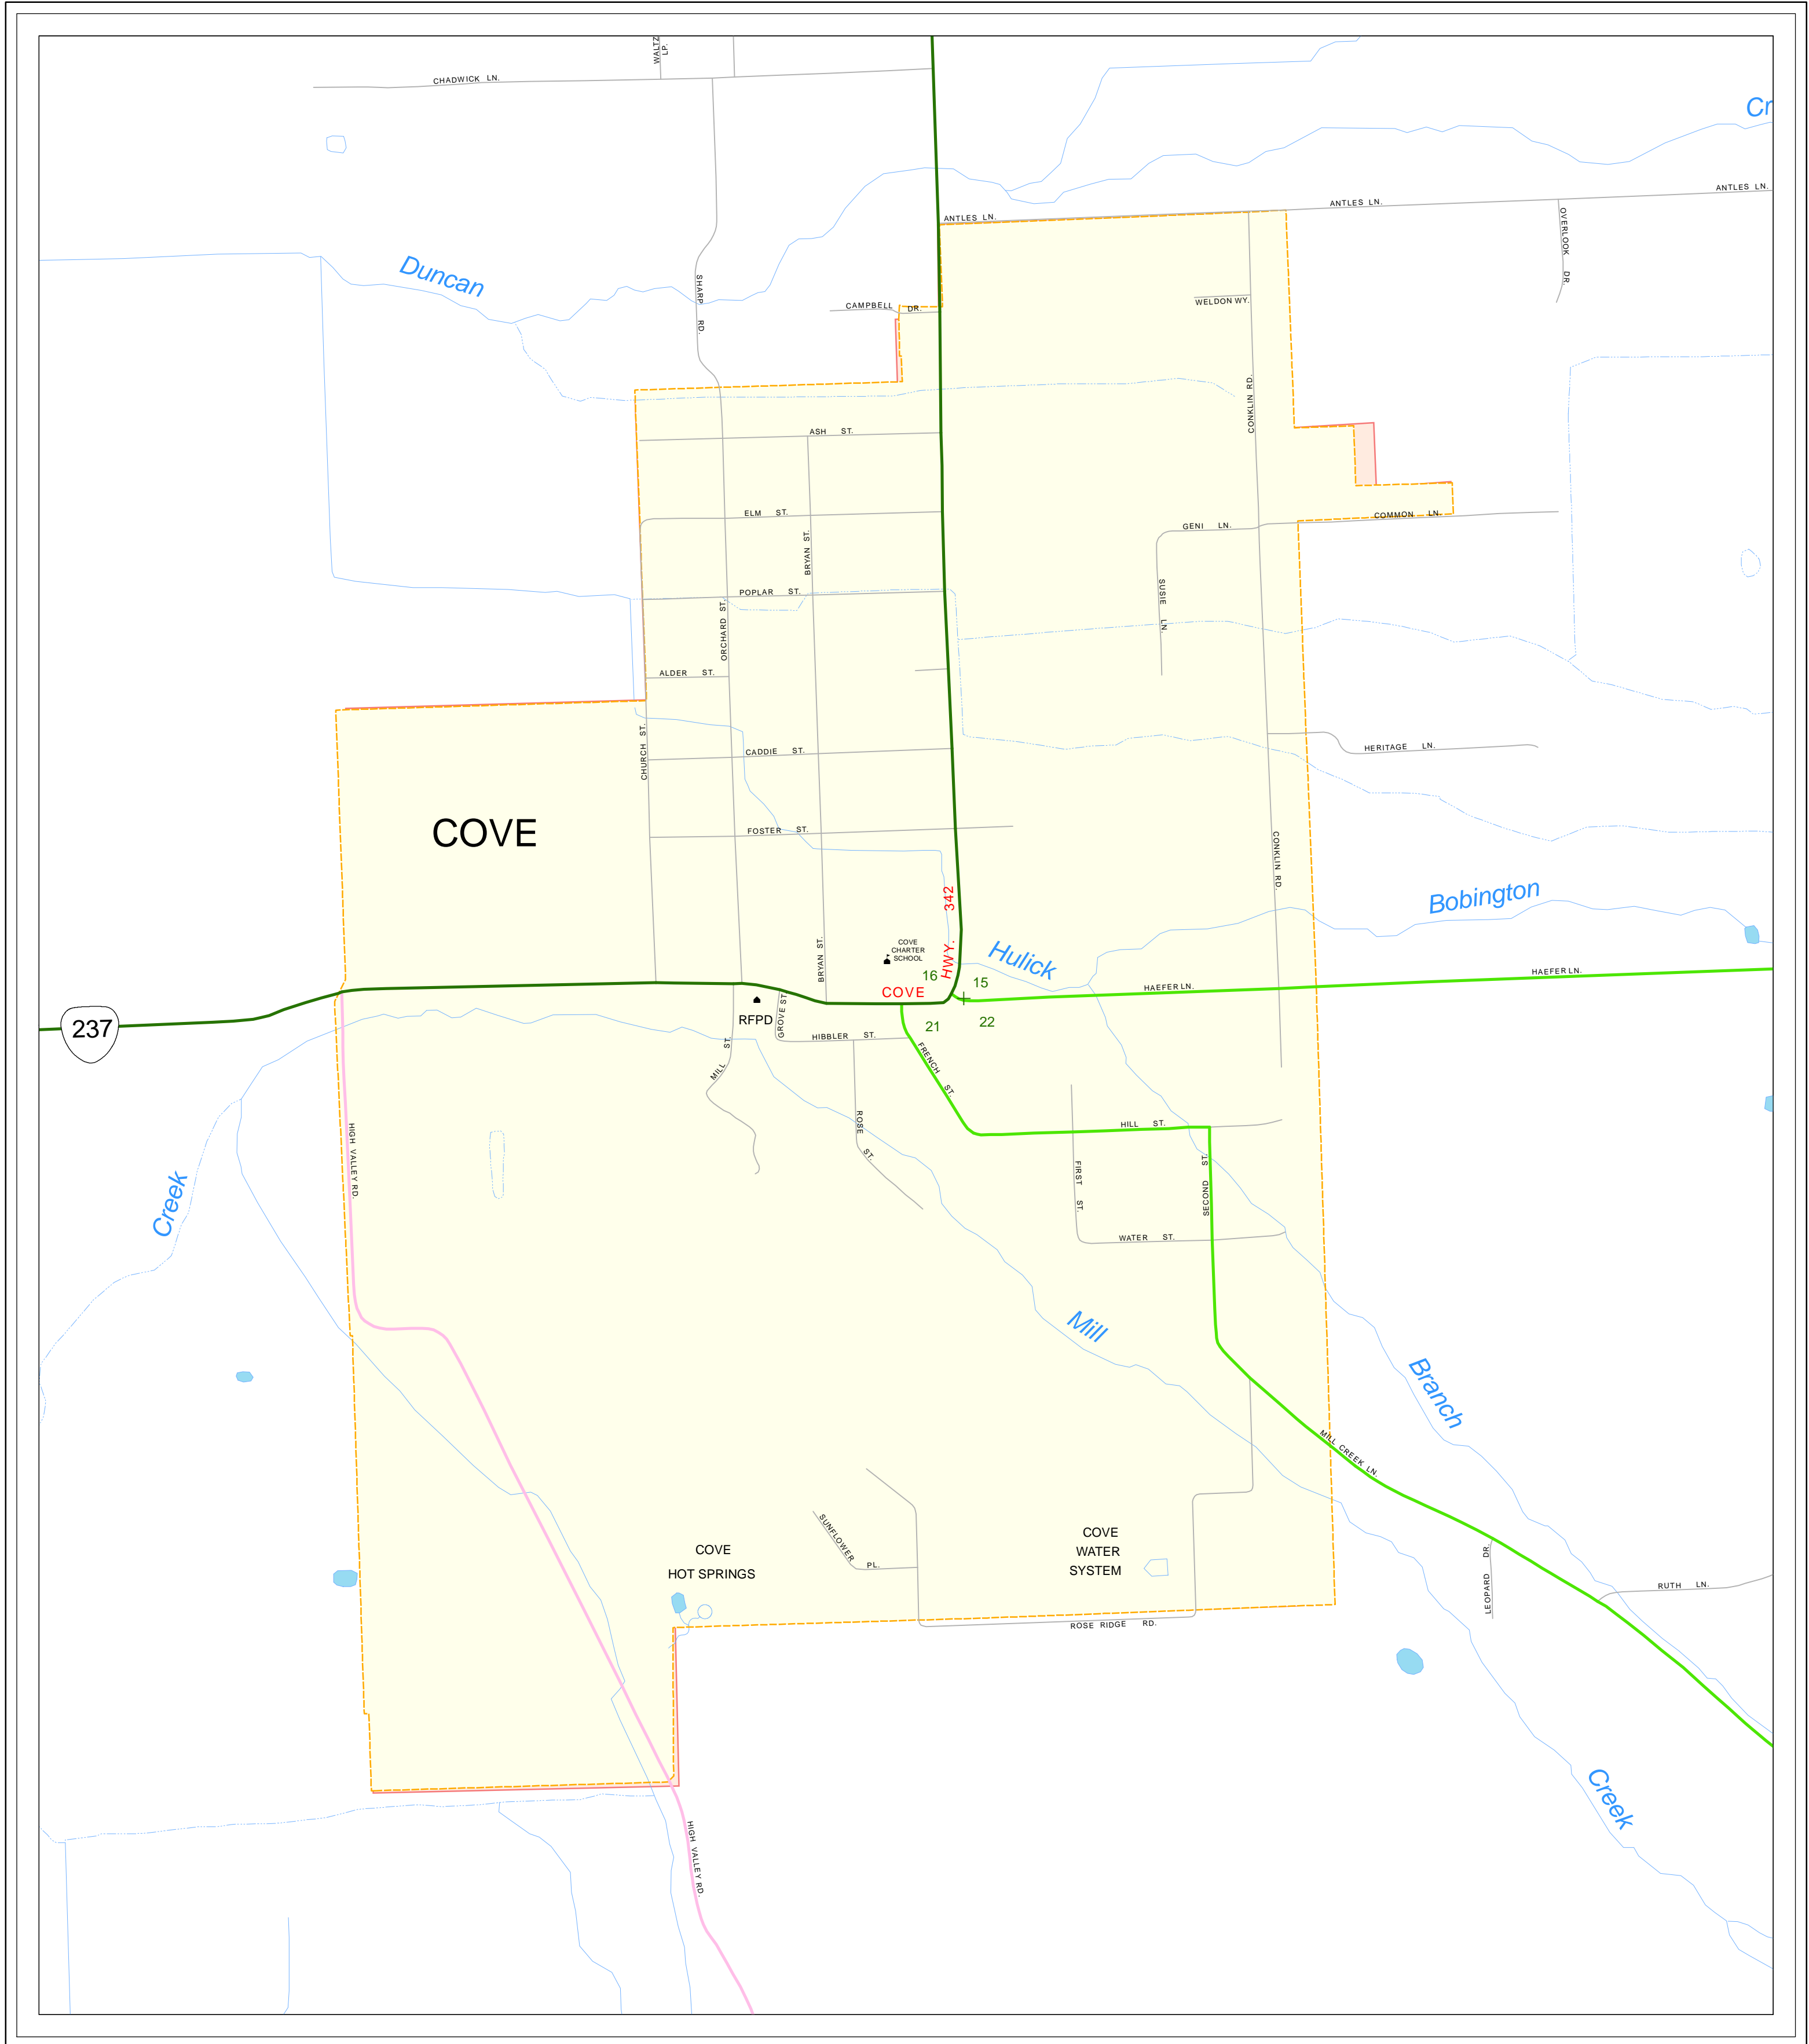 WALTZ
LP.
CHADWICK LN.
Cr
ANTLES LN.
ANTLES LN.
ANTLES LN.
OVERLOOK DR.
Duncan
SHARP RD.
CAMPBELL DR.
WELDON WY.
CONKLIN RD.
ASH ST.
ELM ST.
BRYAN ST.
GENI LN.
COMMON LN.
POPLAR ST.
ORCHARD ST.
SUSIE LN.
ALDER ST.
CHURCH ST.
CADDIE ST.
HERITAGE LN.
COVE
FOSTER ST.
CONKLIN RD.
HWY. 342
Bobington
BRYAN ST.
COVE
CHARTER
SCHOOL
Hulick
16
15
COVE
HAEFER LN.
HAEFER LN.
237
RFPD
GROVE ST.
21
22
HIBBLER ST.
MILL ST.
FRENCH ST.
ROSE ST.
HILL ST.
HIGH VALLEY RD.
FIRST ST.
SECOND ST.
Creek
WATER ST.
Mill
Branch
MILL CREEK LN.
SUNFLOWER PL.
COVE
HOT SPRINGS
COVE
WATER
SYSTEM
LEOPARD DR.
RUTH LN.
ROSE RIDGE RD.
Creek
HIGH VALLEY RD.